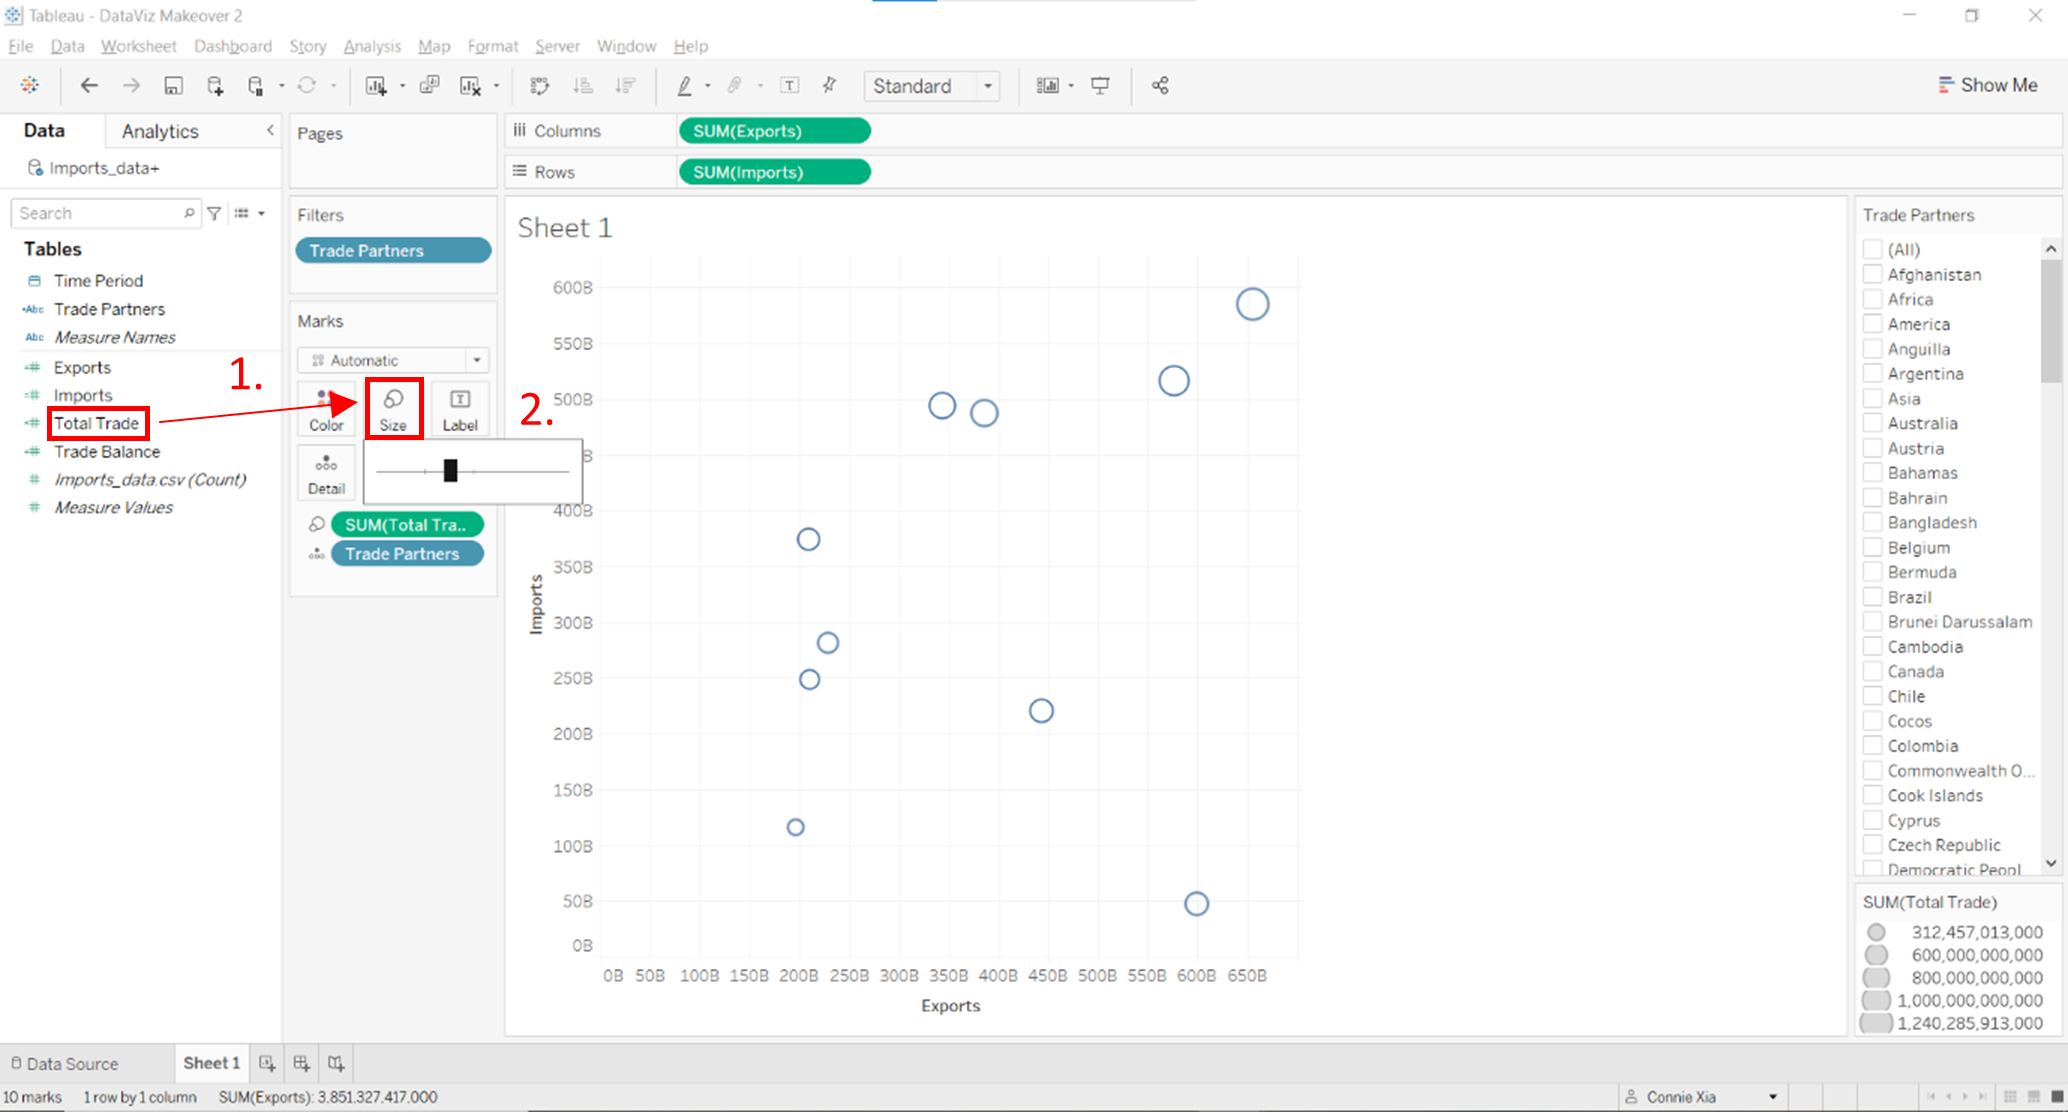 Tableau - DataViz Makeover 2
File Data Worksheet Dashboard Story Analysis Map Format Server Window Help
Standard
Show Me
Data
Analytics
Imports_data+
Search
Tables
Time Period
Abc Trade Partners
Abc Measure Names
Exports
Imports
Total Trade
Trade Balance
Imports_data.csv (Count)
Measure Values
1.
Pages
Filters
Trade Partners
Marks
Automatic
Color
Size
Label
Detail
SUM(Total Tra..
Trade Partners
2.
Columns
SUM(Exports)
Rows
SUM(Imports)
Sheet 1
600B
550B
500B
B
400B
350B
300B
250B
200B
150B
100B
50B
0B
Imports
0B 50B 100B 150B 200B 250B 300B 350B 400B 450B 500B 550B 600B 650B
Exports
Trade Partners
(All)
Afghanistan
Africa
America
Anguilla
Argentina
Asia
Australia
Austria
Bahamas
Bahrain
Bangladesh
Belgium
Bermuda
Brazil
Brunei Darussalam
Cambodia
Canada
Chile
Cocos
Colombia
Commonwealth O...
Cook Islands
Cyprus
Czech Republic
Democratic Peopl
SUM(Total Trade)
312,457,013,000
600,000,000,000
800,000,000,000
1,000,000,000,000
1,240,285,913,000
Data Source
Sheet 1
10 marks 1 row by 1 column SUM(Exports): 3.851.327.417.000
Connie Xia